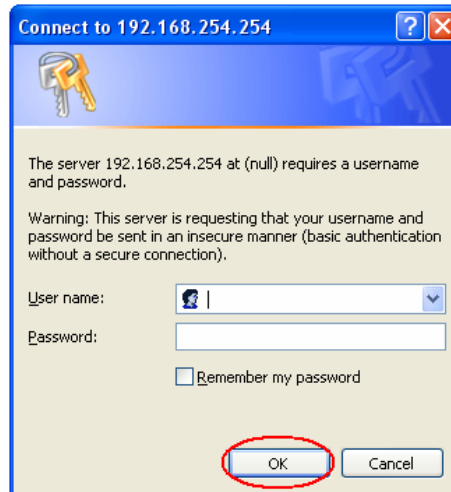 Connect to 192.168.254.254
The server 192.168.254.254 at (null) requires a username
and password.
Warning: This server is requesting that your username and
password be sent in an insecure manner (basic authentication
without a secure connection).
User name:
Password:
Remember my password
OK Cancel